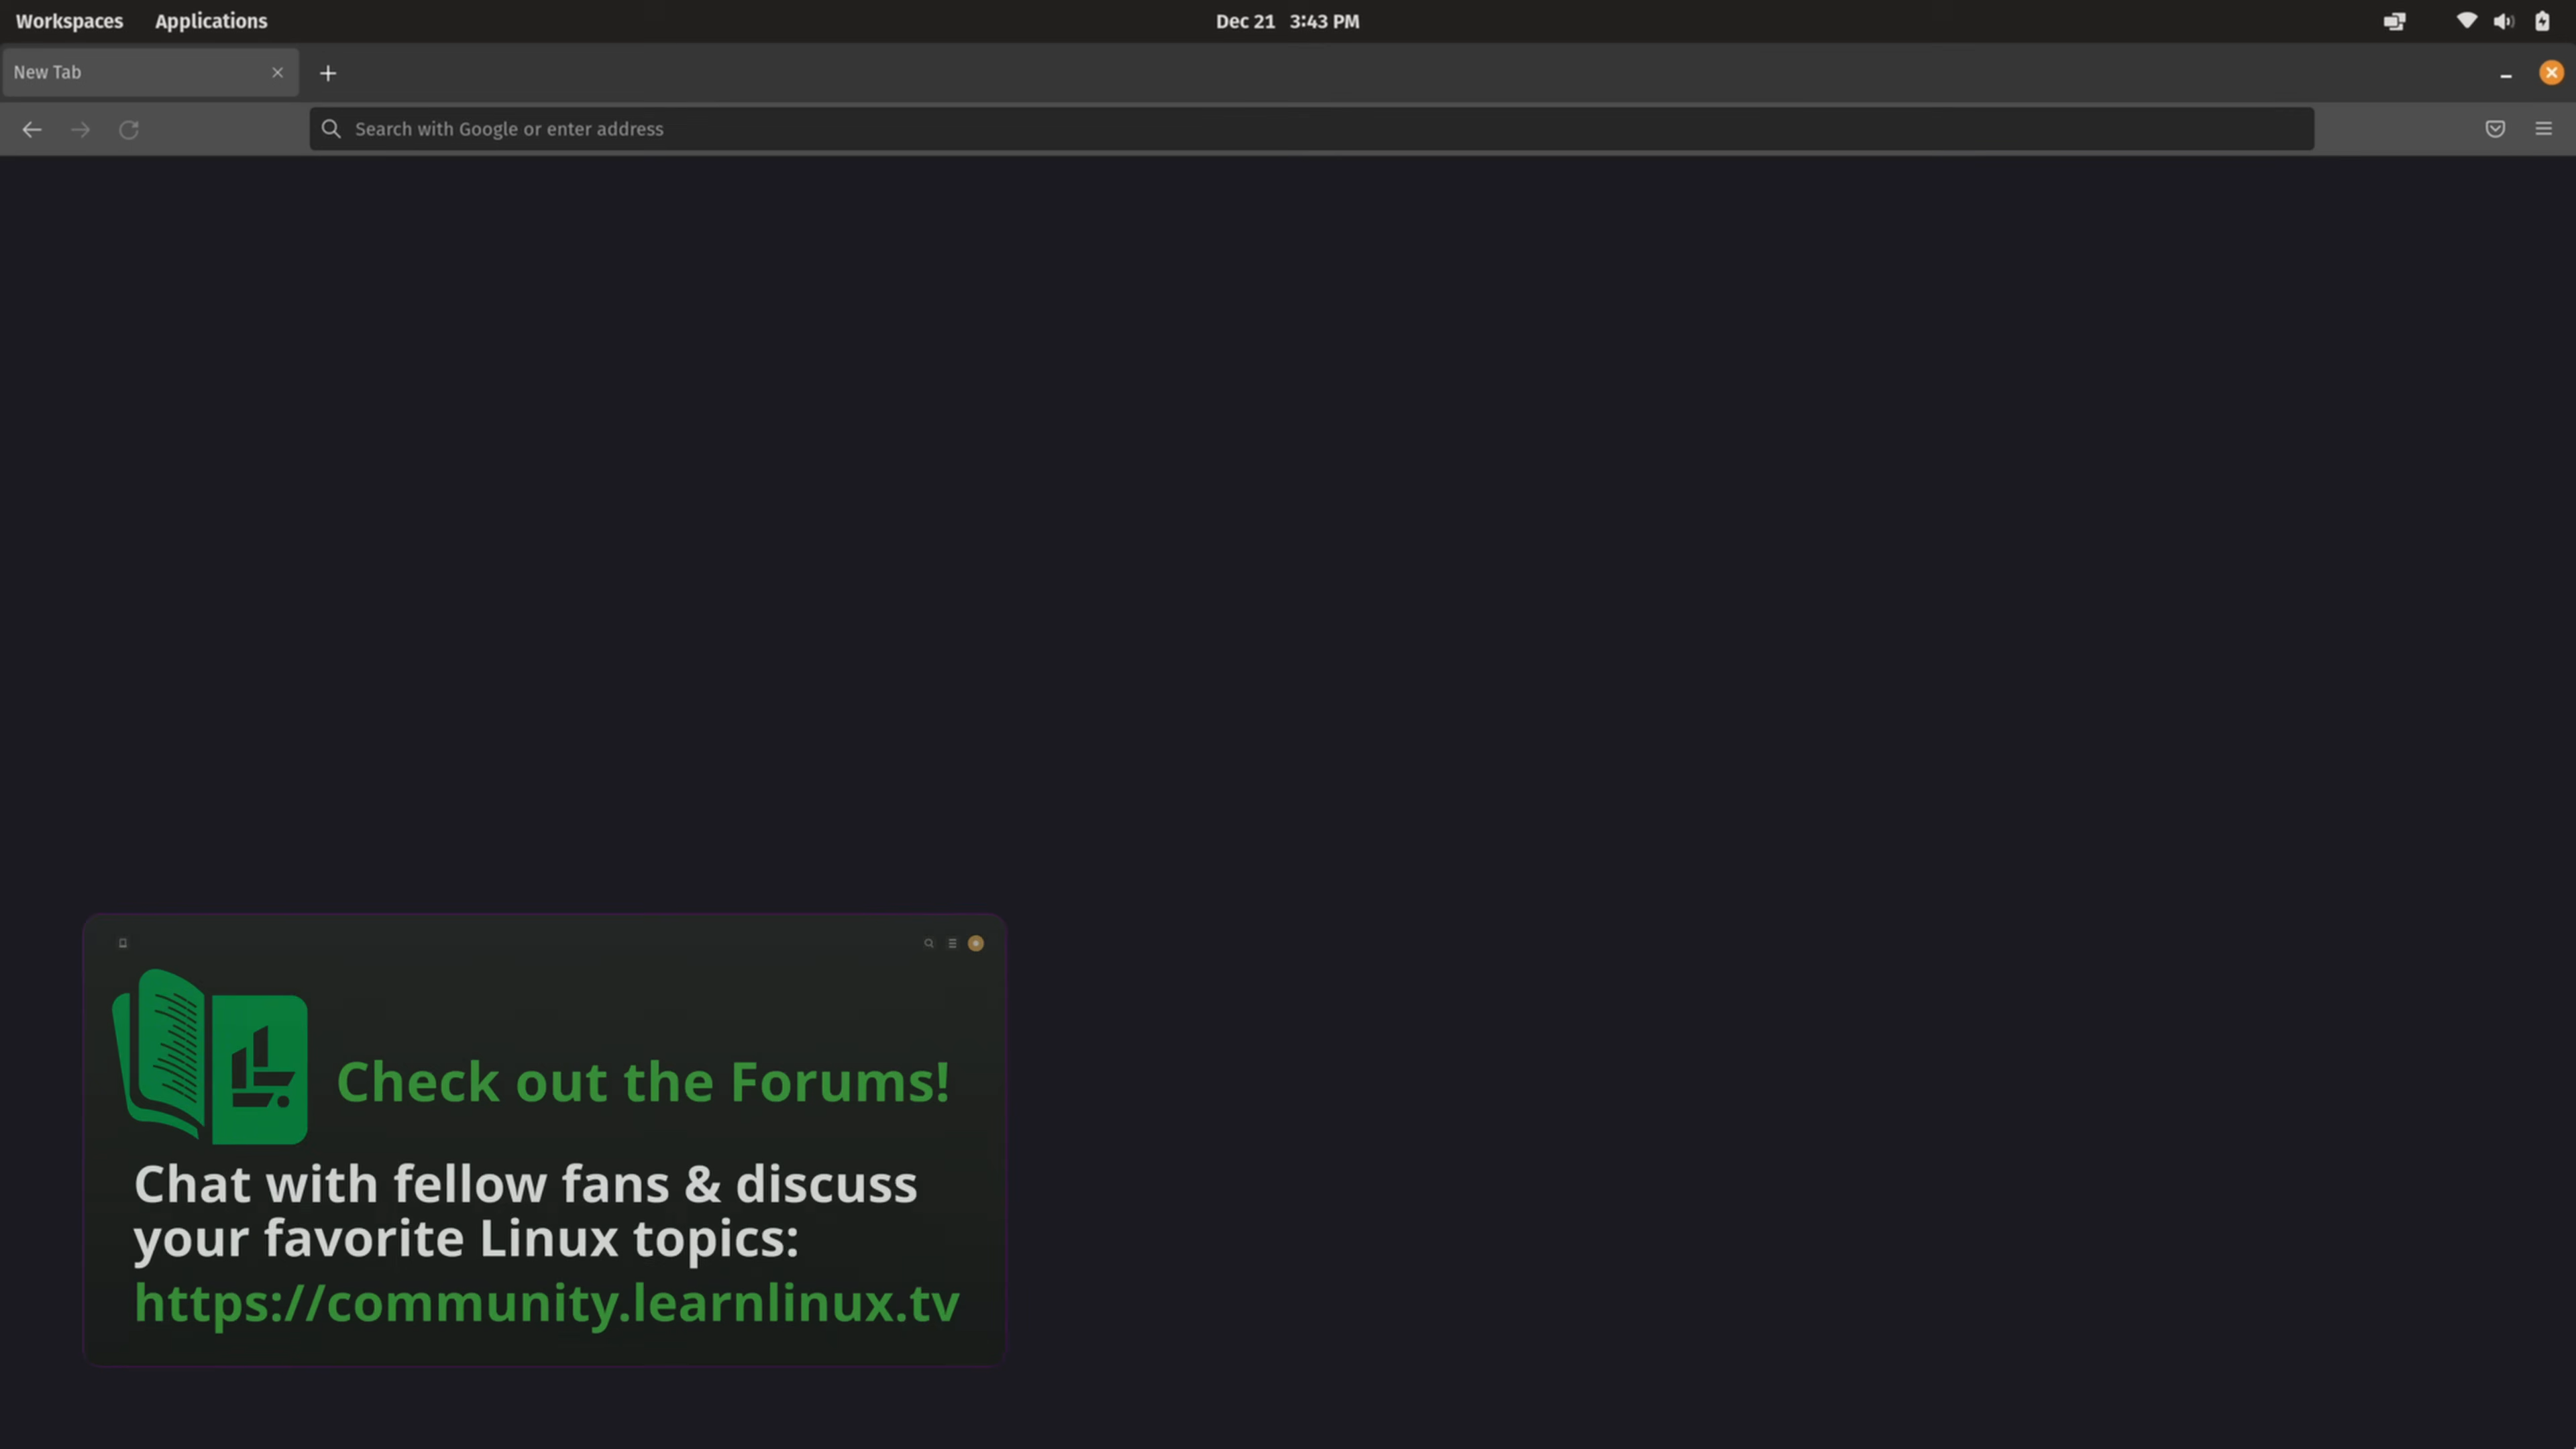 Workspaces Applications Dec 21 3:43 PM
New Tab
Search with Google or enter address
Check out the Forums!
Chat with fellow fans & discuss
your favorite Linux topics:
https://community.learnlinux.tv